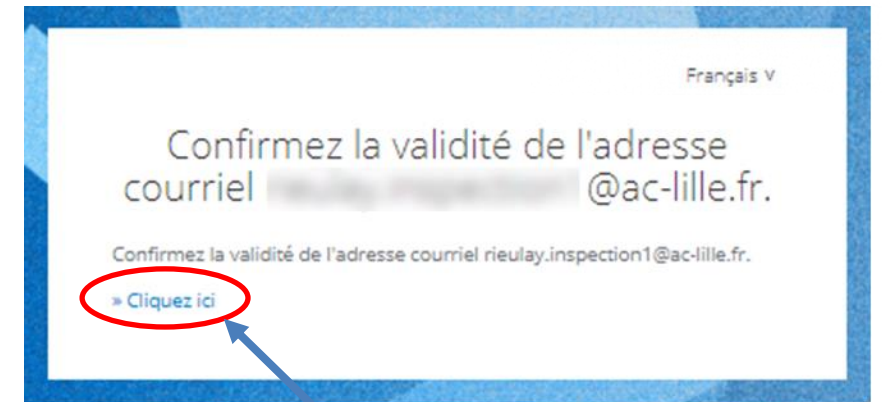 Français v
Confirmez la validité de l'adresse
courriel @ac-lille.fr.
Confirmez la validité de l'adresse courriel rieulay.inspection1@ac-lille.fr.
» Cliquez ici